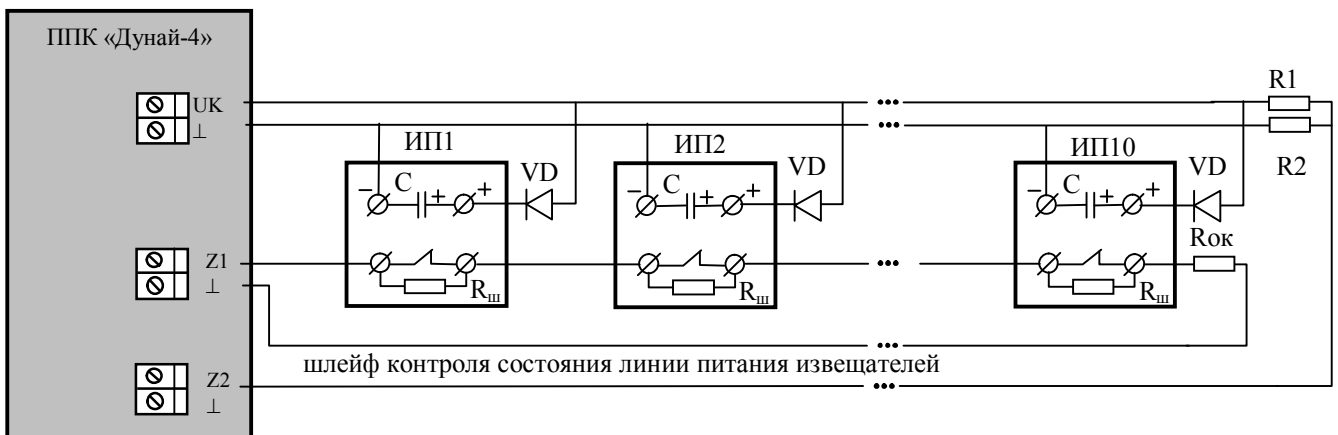 ППК «Дунай-4»
R1
UK
⊥
ИП1
ИП2
ИП10
R2
VD
VD
VD
− C + +
− C + +
− C + +
Rок
Z1
⊥
Rш
Rш
Rш
шлейф контроля состояния линии питания извещателей
Z2
⊥